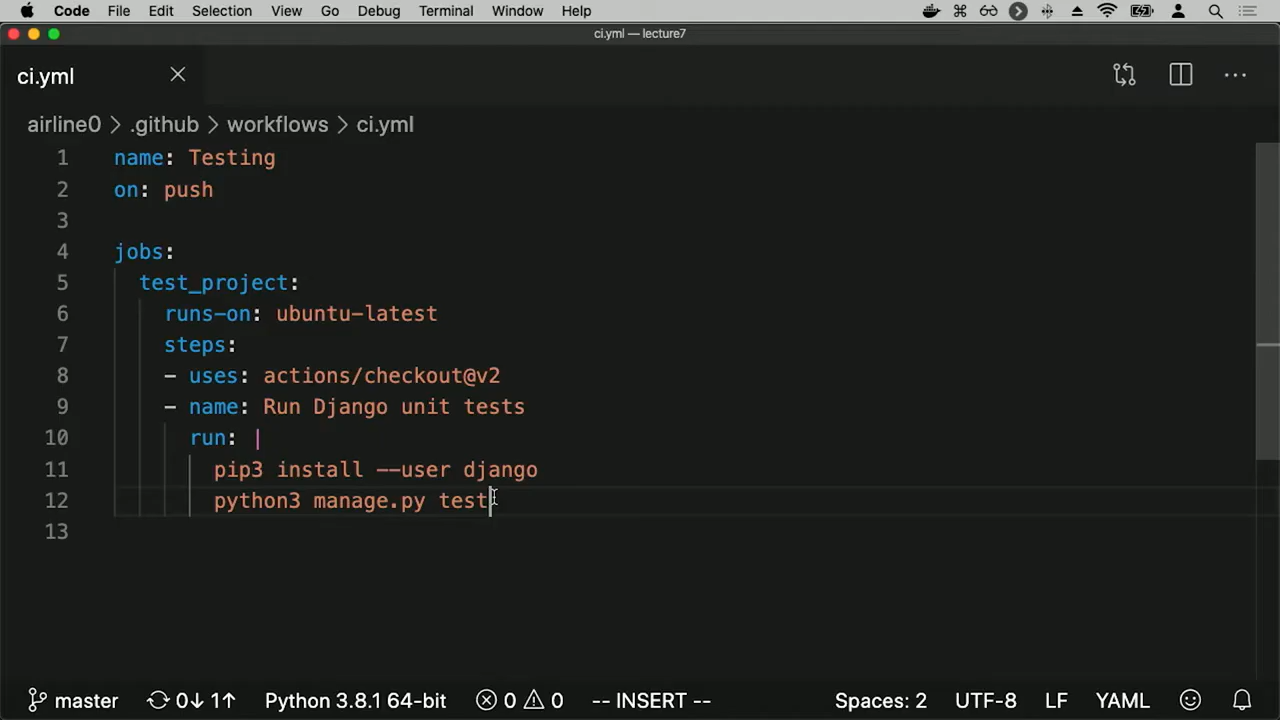 Code File Edit Selection View Go Debug Terminal Window Help
ci.yml — lecture7
ci.yml
airline0 > .github > workflows > ci.yml
1 name: Testing
2 on: push
3
4 jobs:
5 test_project:
6 runs-on: ubuntu-latest
7 steps:
8 - uses: actions/checkout@v2
9 - name: Run Django unit tests
10 run: |
11 pip3 install --user django
12 python3 manage.py test
13
master 0↓ 1↑ Python 3.8.1 64-bit 0 0 -- INSERT -- Spaces: 2 UTF-8 LF YAML